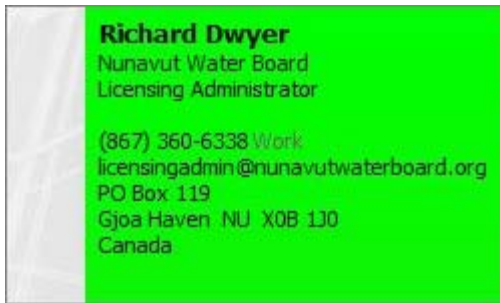 Richard Dwyer
Nunavut Water Board
Licensing Administrator
(867) 360-6338 Work
licensingadmin@nunavutwaterboard.org
PO Box 119
Gjoa Haven  NU  X0B 1J0
Canada